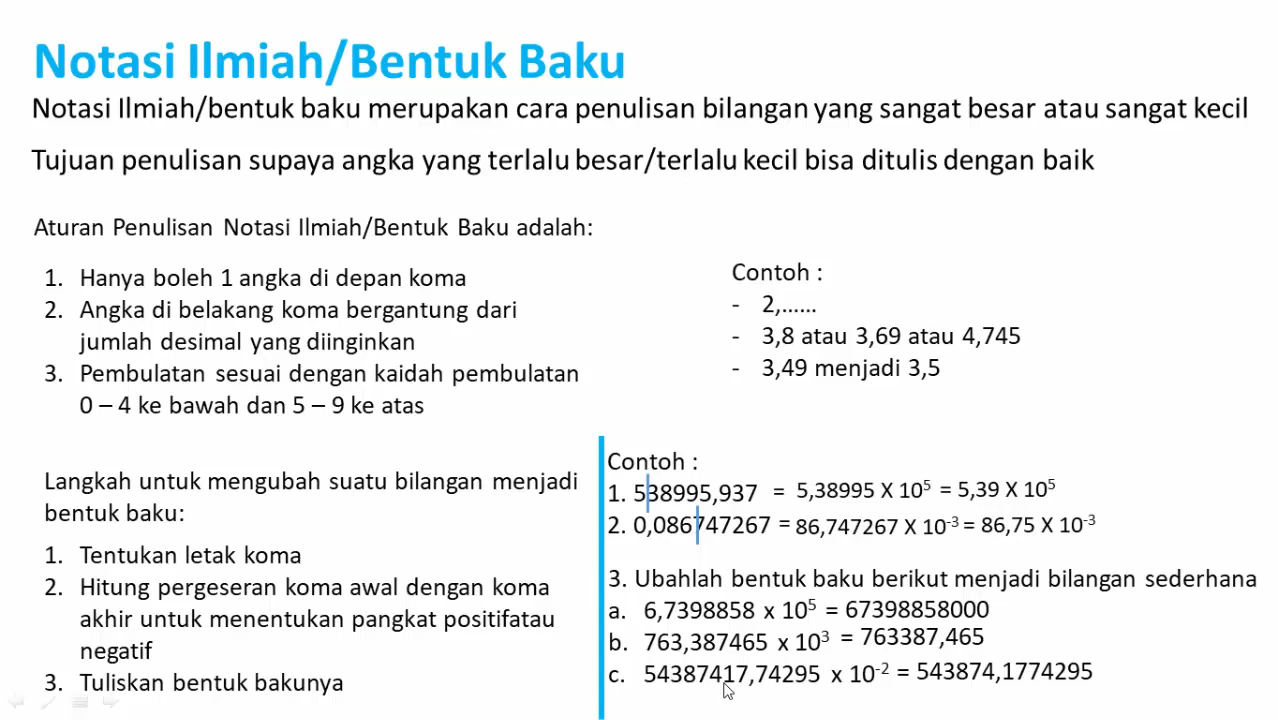 Notasi Ilmiah/Bentuk Baku
Notasi Ilmiah/bentuk baku merupakan cara penulisan bilangan yang sangat besar atau sangat kecil
Tujuan penulisan supaya angka yang terlalu besar/terlalu kecil bisa ditulis dengan baik
Aturan Penulisan Notasi Ilmiah/Bentuk Baku adalah:
1. Hanya boleh 1 angka di depan koma
2. Angka di belakang koma bergantung dari
jumlah desimal yang diinginkan
3. Pembulatan sesuai dengan kaidah pembulatan
0 – 4 ke bawah dan 5 – 9 ke atas
Contoh :
- 2,......
- 3,8 atau 3,69 atau 4,745
- 3,49 menjadi 3,5
Langkah untuk mengubah suatu bilangan menjadi
bentuk baku:
1. Tentukan letak koma
2. Hitung pergeseran koma awal dengan koma
akhir untuk menentukan pangkat positifatau
negatif
3. Tuliskan bentuk bakunya
Contoh :
1. 538995,937 = 5,38995 X 10⁵ = 5,39 X 10⁵
2. 0,086747267 = 86,747267 X 10⁻³ = 86,75 X 10⁻³
3. Ubahlah bentuk baku berikut menjadi bilangan sederhana
a. 6,7398858 x 10⁵ = 67398858000
b. 763,387465 x 10³ = 763387,465
c. 54387417,74295 x 10⁻² = 543874,1774295